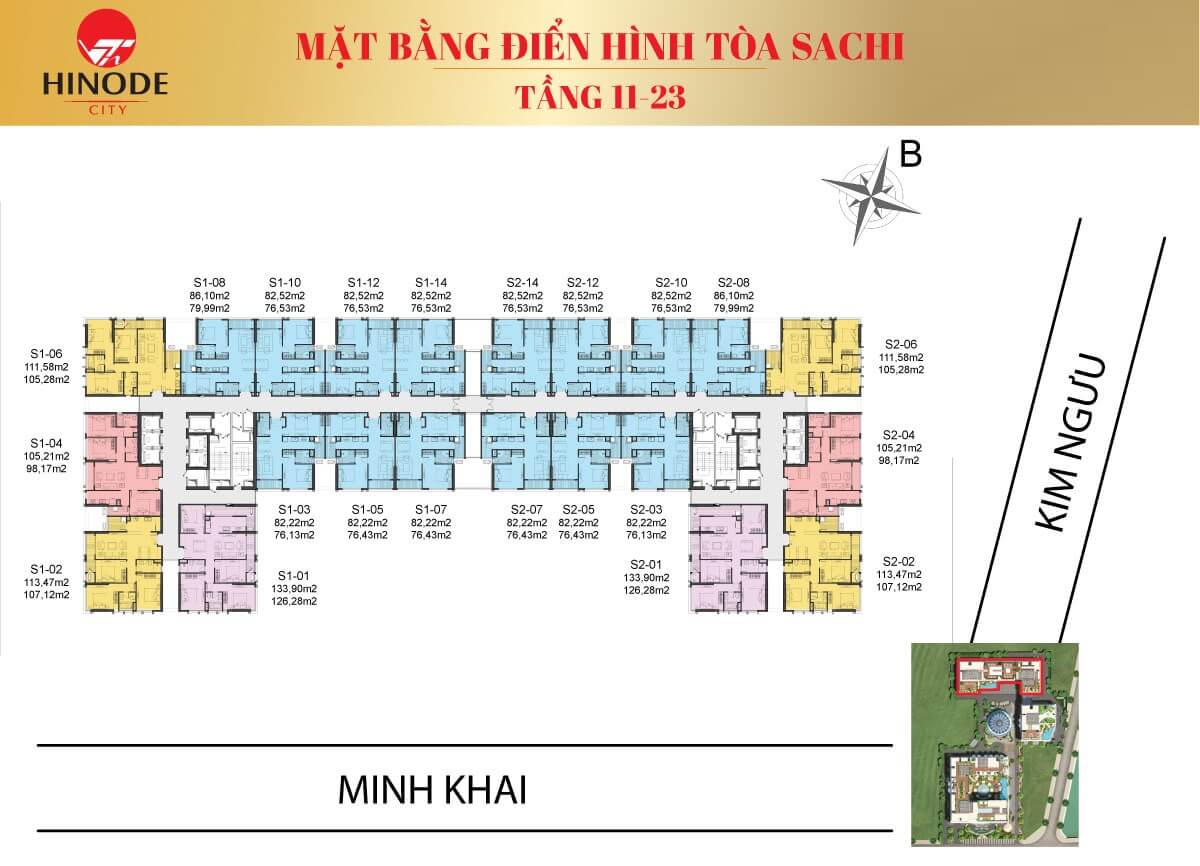 HINODE
CITY
MẶT BẰNG ĐIỂN HÌNH TÒA SACHI
TẦNG 11-23
B
S1-08
86,10m2
79,99m2
S1-10
82,52m2
76,53m2
S1-12
82,52m2
76,53m2
S1-14
82,52m2
76,53m2
S2-14
82,52m2
76,53m2
S2-12
82,52m2
76,53m2
S2-10
82,52m2
76,53m2
S2-08
86,10m2
79,99m2
S1-06
111,58m2
105,28m2
S2-06
111,58m2
105,28m2
S1-04
105,21m2
98,17m2
S2-04
105,21m2
98,17m2
S1-03
82,22m2
76,13m2
S1-05
82,22m2
76,43m2
S1-07
82,22m2
76,43m2
S2-07
82,22m2
76,43m2
S2-05
82,22m2
76,43m2
S2-03
82,22m2
76,13m2
S1-02
113,47m2
107,12m2
S1-01
133,90m2
126,28m2
S2-01
133,90m2
126,28m2
S2-02
113,47m2
107,12m2
KIM NGƯU
MINH KHAI